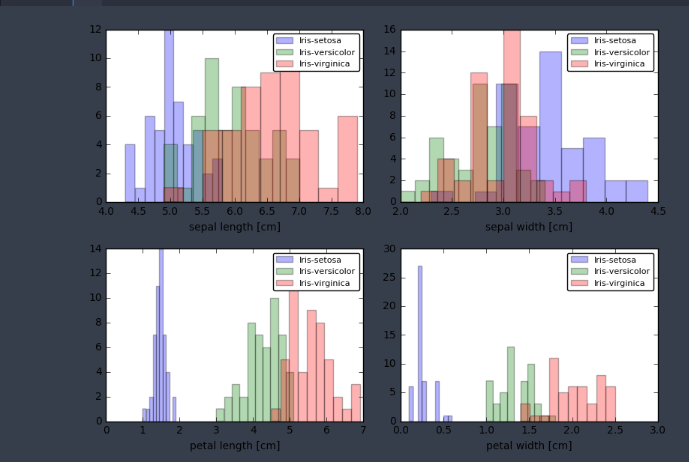 12
10
8
6
4
2
0
4.0 4.5 5.0 5.5 6.0 6.5 7.0 7.5 8.0
sepal length [cm]
Iris-setosa
Iris-versicolor
Iris-virginica
16
14
12
10
8
6
4
2
0
2.0 2.5 3.0 3.5 4.0 4.5
sepal width [cm]
Iris-setosa
Iris-versicolor
Iris-virginica
14
12
10
8
6
4
2
0
0 1 2 3 4 5 6 7
petal length [cm]
Iris-setosa
Iris-versicolor
Iris-virginica
30
25
20
15
10
5
0
0.0 0.5 1.0 1.5 2.0 2.5 3.0
petal width [cm]
Iris-setosa
Iris-versicolor
Iris-virginica